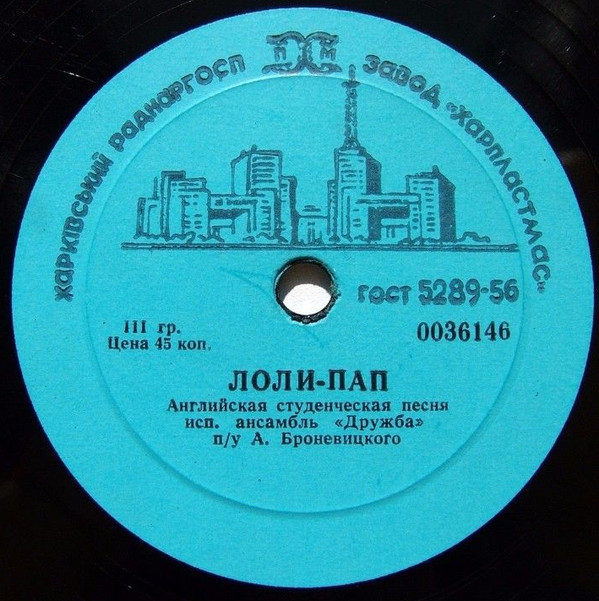 ХАРКІВСЬКИЙ РАДНАРГОСП ПМ ЗАВОД „ХАРПЛАСТМАС“
ГОСТ 5289-56
III гр.
Цена 45 коп.
0036146
ЛОЛИ-ПАП
Английская студенческая песня
исп. ансамбль «Дружба»
п/у А. Броневицкого